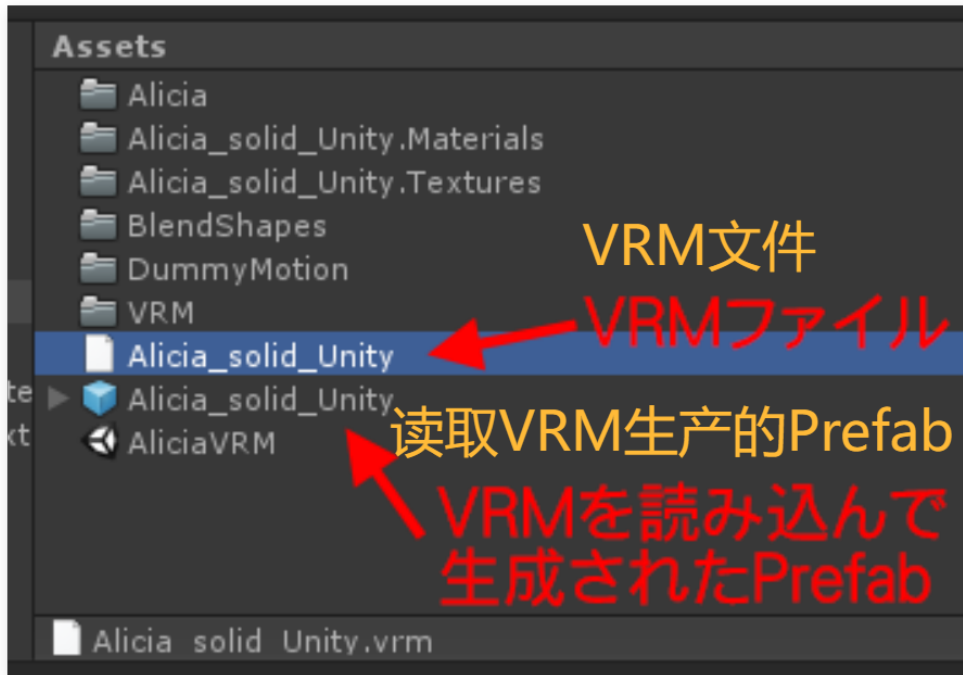 Assets
Alicia
Alicia_solid_Unity.Materials
Alicia_solid_Unity.Textures
BlendShapes
VRM文件
DummyMotion
VRM
VRMファイル
Alicia_solid_Unity
te
Alicia_solid_Unity
读取VRM生产的Prefab
xt
AliciaVRM
VRMを読み込んで
生成されたPrefab
Alicia_solid_Unity.vrm